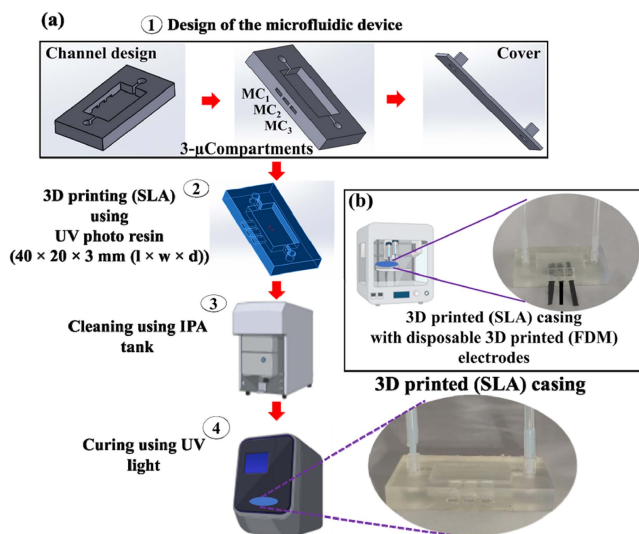 (a)
1 Design of the microfluidic device
Channel design
MC₁
MC₂
MC₃
3-μCompartments
Cover
2
3D printing (SLA)
using
UV photo resin
(40 × 20 × 3 mm (l × w × d))
3
Cleaning using IPA
tank
4
Curing using UV
light
(b)
3D printed (SLA) casing
with disposable 3D printed (FDM)
electrodes
3D printed (SLA) casing